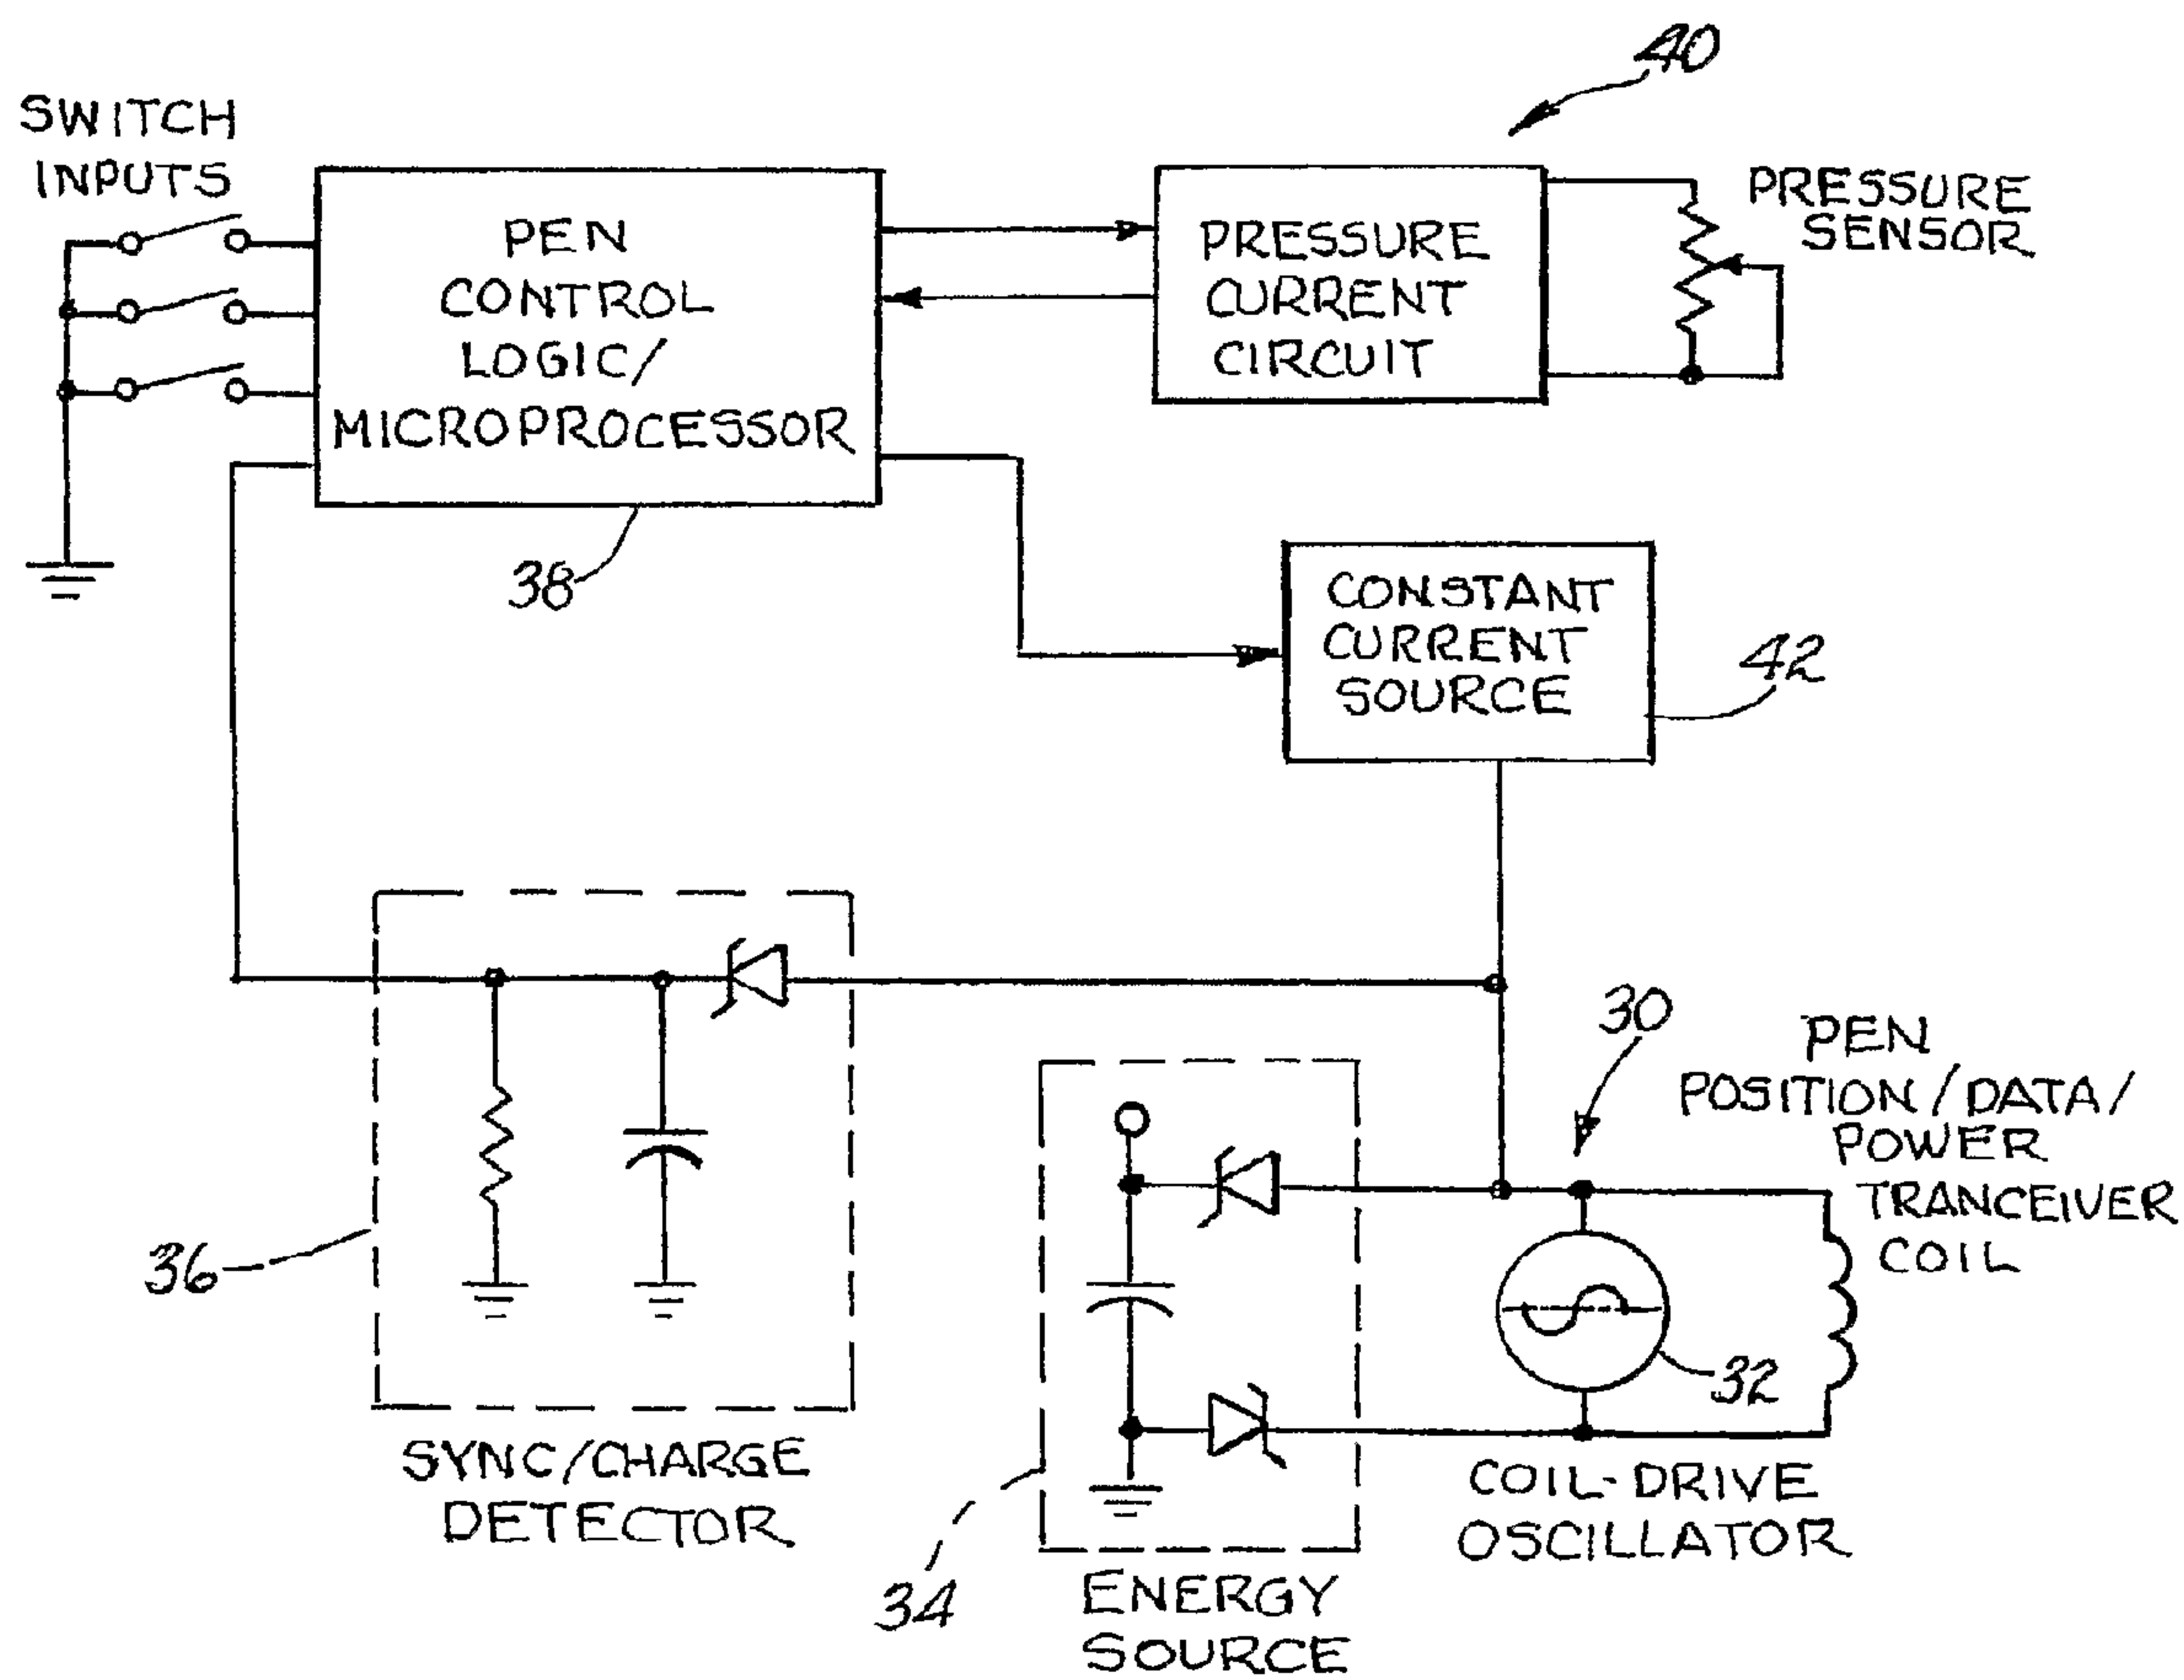 40
SWITCH
INPUTS
PEN
CONTROL
LOGIC/
MICROPROCESSOR
38
PRESSURE
CURRENT
CIRCUIT
PRESSURE
SENSOR
CONSTANT
CURRENT
SOURCE
42
30
PEN
POSITION/DATA/
POWER
TRANCEIVER
COIL
36
32
SYNC/CHARGE
DETECTOR
34
ENERGY
SOURCE
COIL-DRIVE
OSCILLATOR